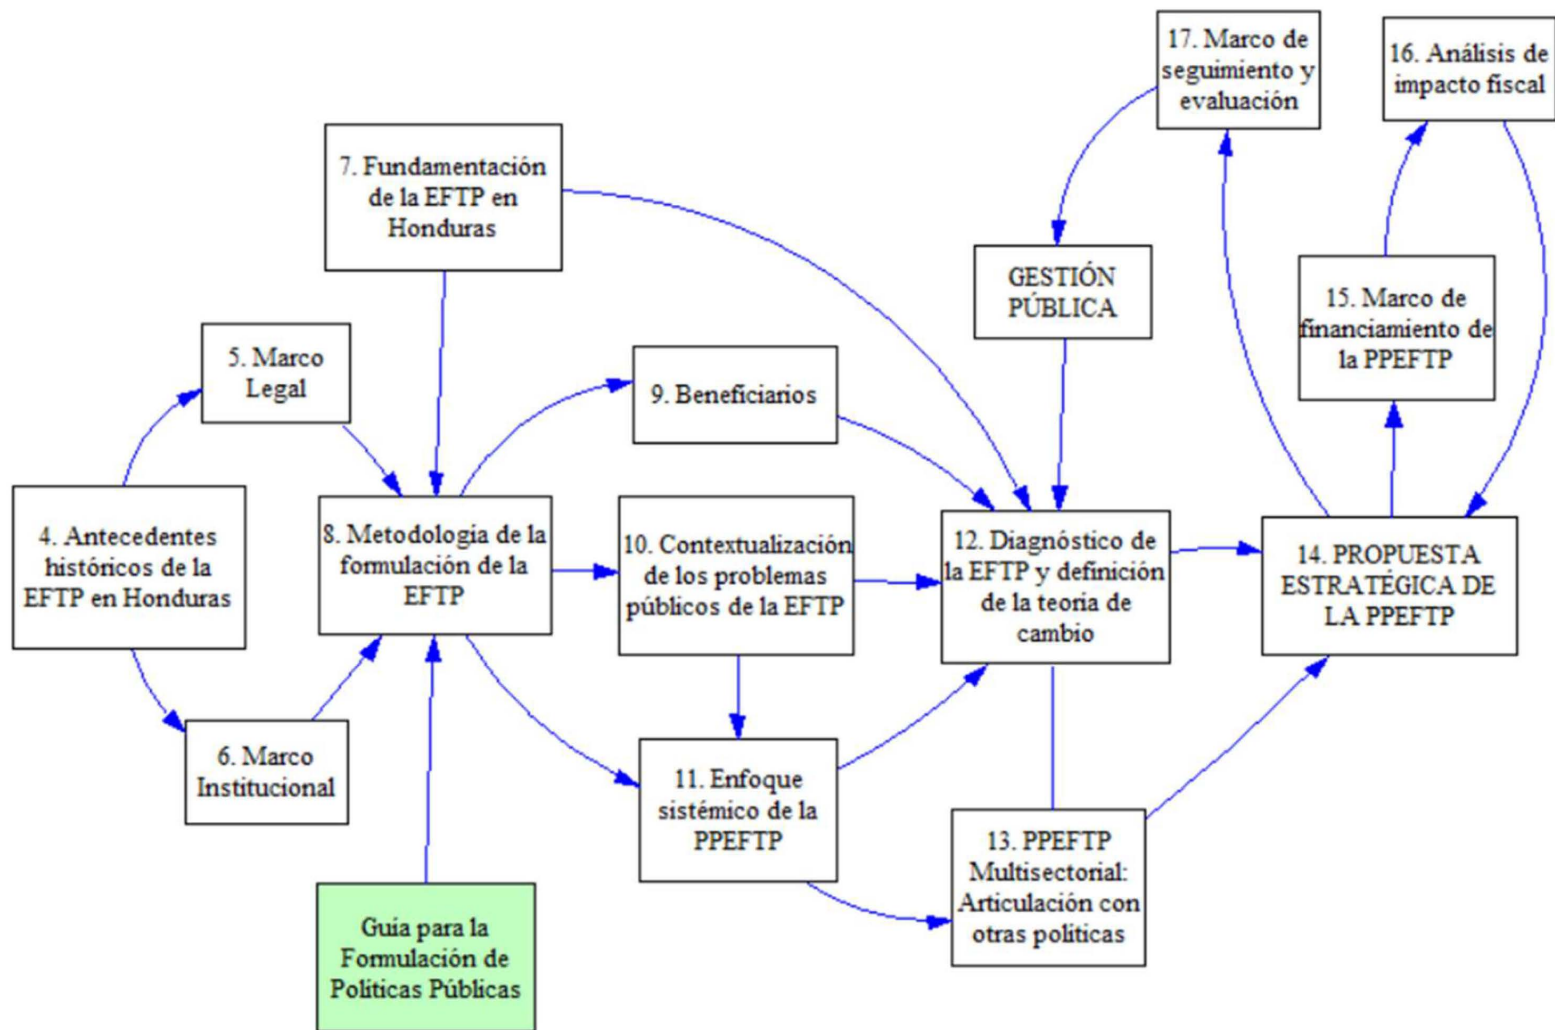 17. Marco de
seguimiento y
evaluación
16. Análisis de
impacto fiscal
7. Fundamentación
de la EFTP en
Honduras
GESTIÓN
PÚBLICA
15. Marco de
financiamiento de
la PPEFTP
5. Marco
Legal
9. Beneficiarios
4. Antecedentes
históricos de la
EFTP en Honduras
8. Metodología de la
formulación de la
EFTP
10. Contextualización
de los problemas
públicos de la EFTP
12. Diagnóstico de
la EFTP y definición
de la teoría de
cambio
14. PROPUESTA
ESTRATÉGICA DE
LA PPEFTP
6. Marco
Institucional
11. Enfoque
sistémico de la
PPEFTP
13. PPEFTP
Multisectorial:
Articulación con
otras políticas
Guía para la
Formulación de
Políticas Públicas